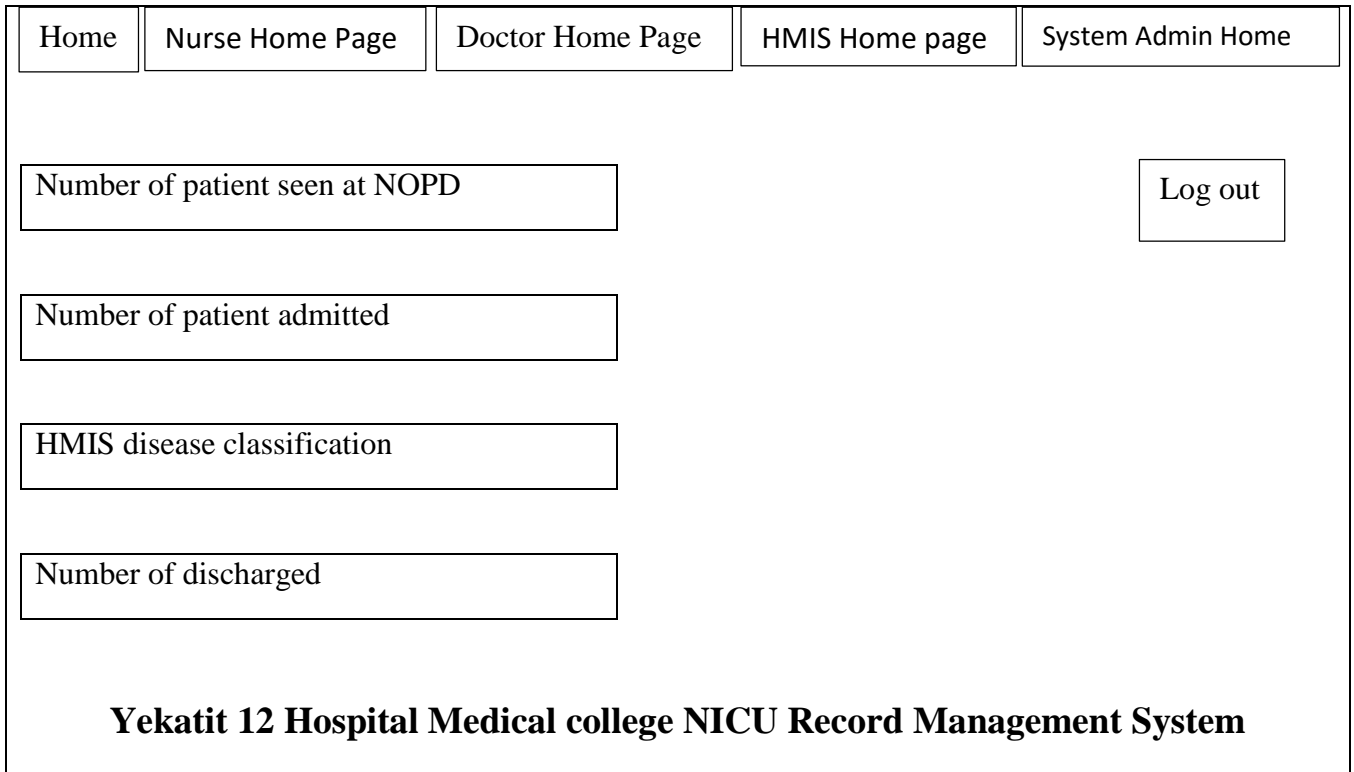 Home Nurse Home Page Doctor Home Page HMIS Home page System Admin Home
Number of patient seen at NOPD
Log out
Number of patient admitted
HMIS disease classification
Number of discharged
Yekatit 12 Hospital Medical college NICU Record Management System